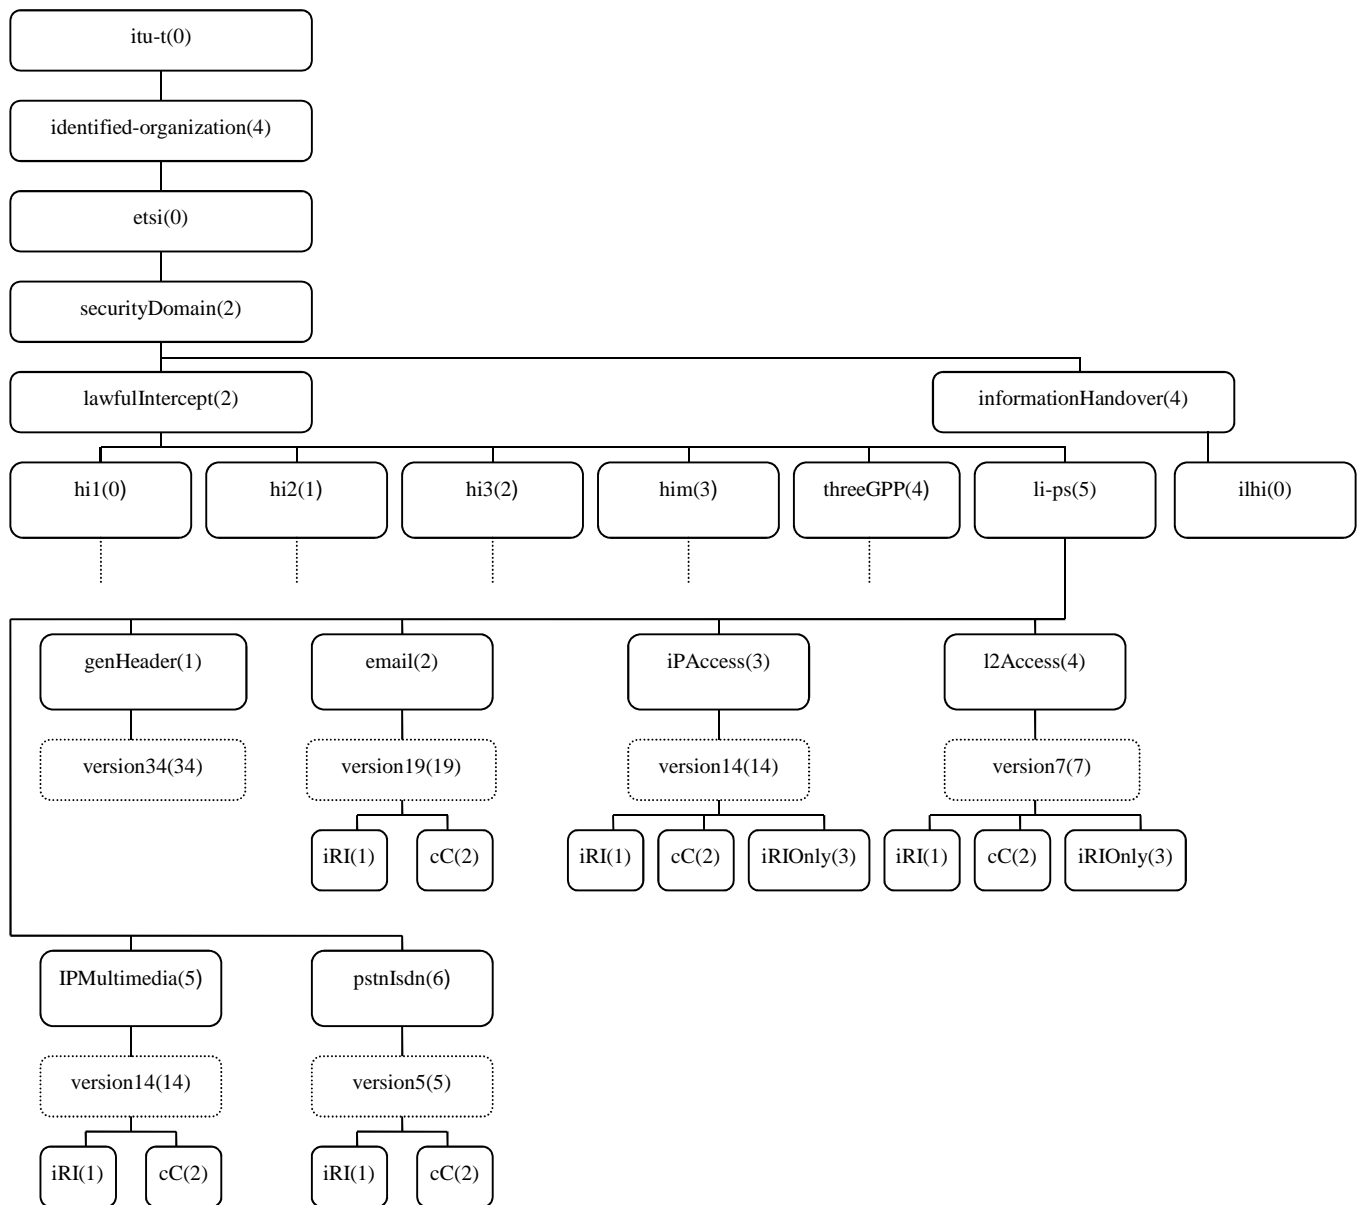 itu-t(0)
identified-organization(4)
etsi(0)
securityDomain(2)
lawfulIntercept(2)
informationHandover(4)
hi1(0)
hi2(1)
hi3(2)
him(3)
threeGPP(4)
li-ps(5)
ilhi(0)
genHeader(1)
email(2)
iPAccess(3)
l2Access(4)
version34(34)
version19(19)
version14(14)
version7(7)
iRI(1)
cC(2)
iRI(1)
cC(2)
iRIOnly(3)
iRI(1)
cC(2)
iRIOnly(3)
IPMultimedia(5)
pstnIsdn(6)
version14(14)
version5(5)
iRI(1)
cC(2)
iRI(1)
cC(2)